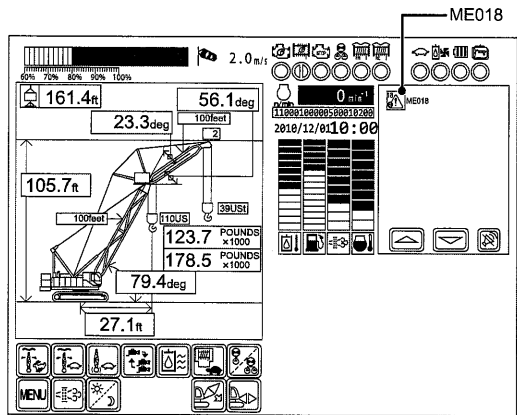 ME018
2.0m/s
60% 70% 80% 90% 100%
161.4ft
56.1deg
23.3deg
100feet
2
105.7ft
100feet
110US
39USt
123.7 POUNDS ×1000
178.5 POUNDS ×1000
79.4deg
27.1ft
n/min
0 min-1
11000100000500010200
2010/12/01 10:00
ME018
MENU